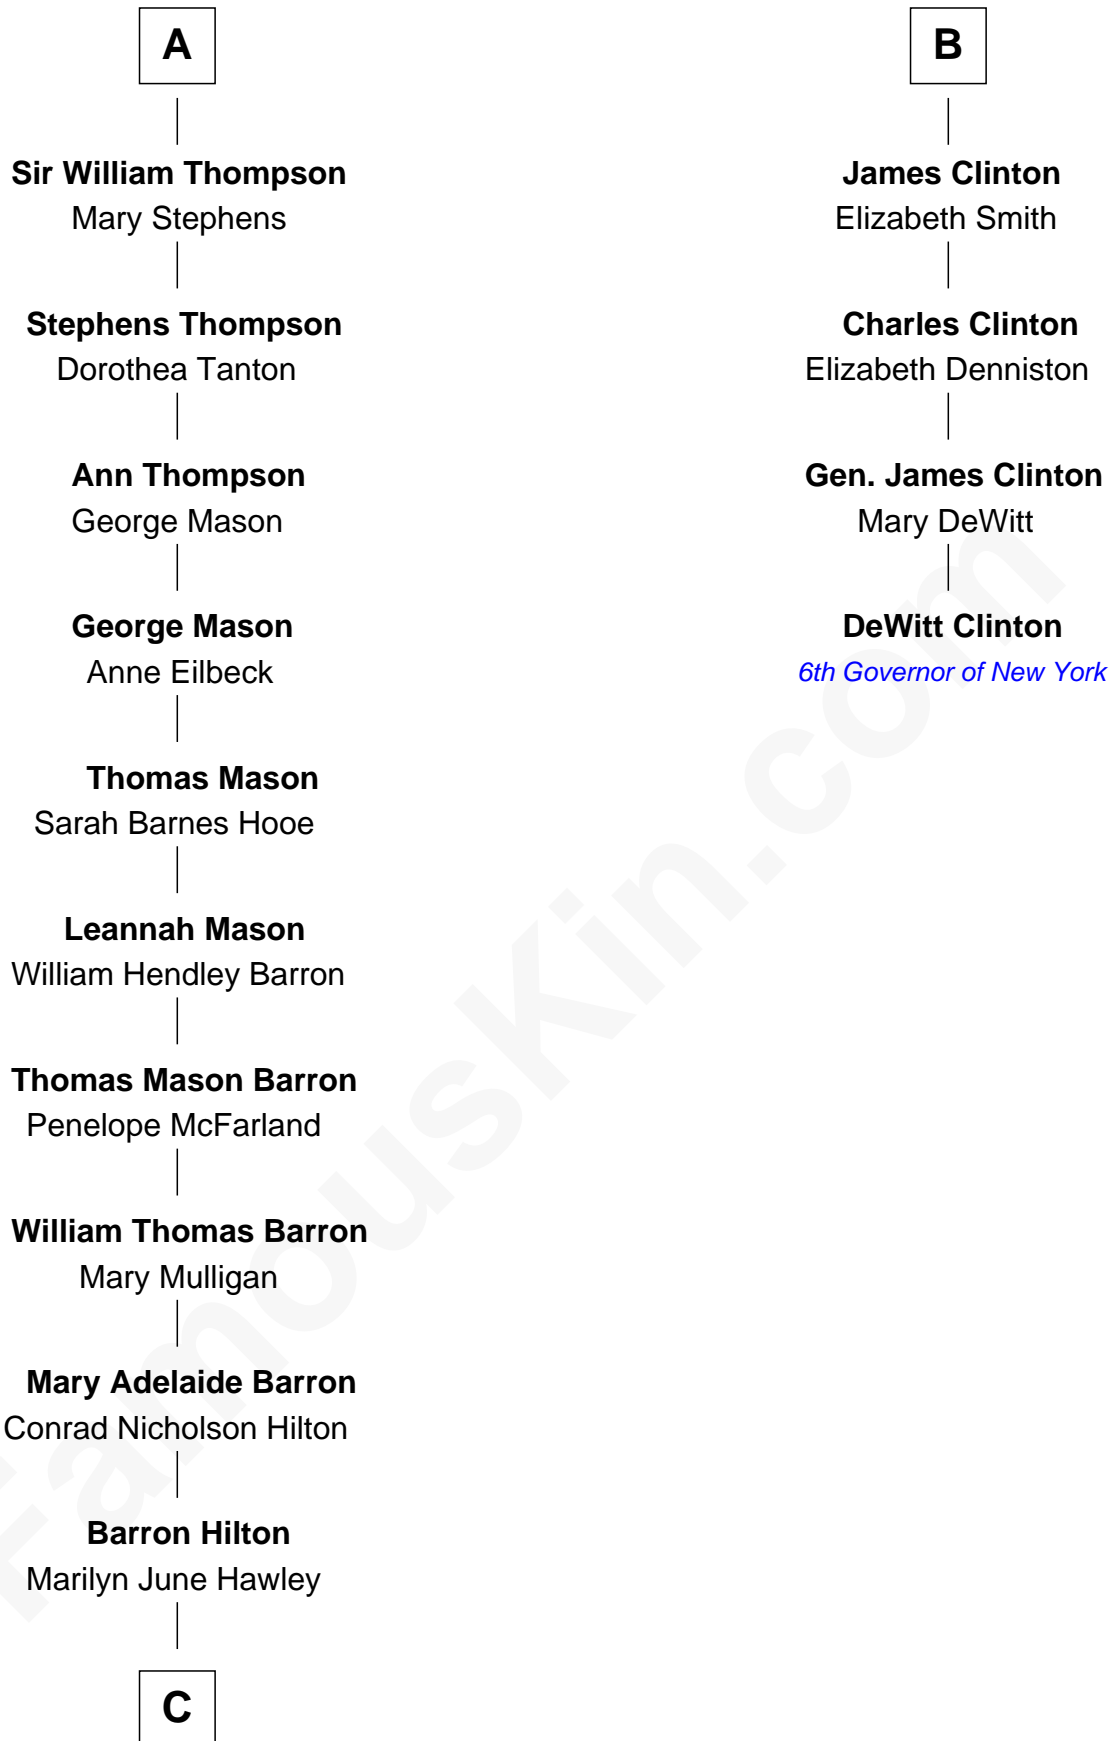 A
Sir William Thompson
Mary Stephens
Stephens Thompson
Dorothea Tanton
Ann Thompson
George Mason
George Mason
Anne Eilbeck
Thomas Mason
Sarah Barnes Hooe
Leannah Mason
William Hendley Barron
Thomas Mason Barron
Penelope McFarland
William Thomas Barron
Mary Mulligan
Mary Adelaide Barron
Conrad Nicholson Hilton
Barron Hilton
Marilyn June Hawley
C
B
James Clinton
Elizabeth Smith
Charles Clinton
Elizabeth Denniston
Gen. James Clinton
Mary DeWitt
DeWitt Clinton
6th Governor of New York
FamousKin.com